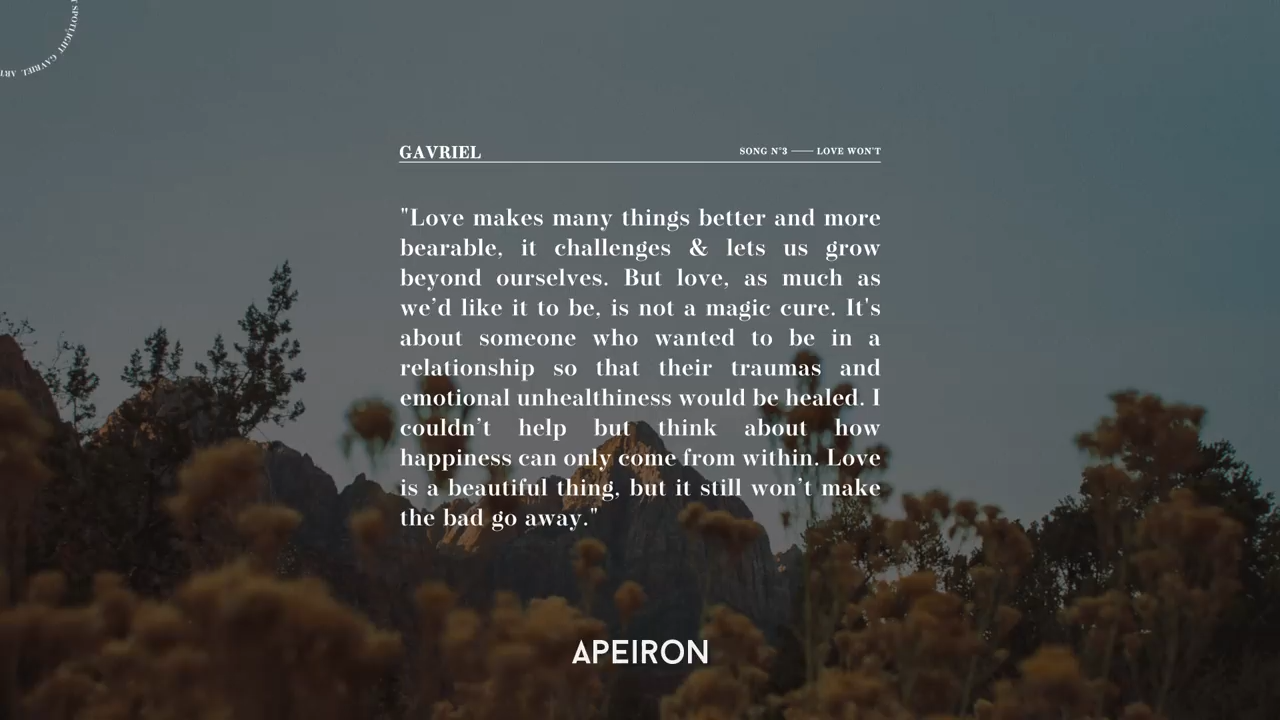 T SPOTLIGHT GAVRIEL ART
GAVRIEL
SONG N°3 —— LOVE WON'T
"Love makes many things better and more
bearable, it challenges & lets us grow
beyond ourselves. But love, as much as
we’d like it to be, is not a magic cure. It's
about someone who wanted to be in a
relationship so that their traumas and
emotional unhealthiness would be healed. I
couldn’t help but think about how
happiness can only come from within. Love
is a beautiful thing, but it still won’t make
the bad go away."
APEIRON